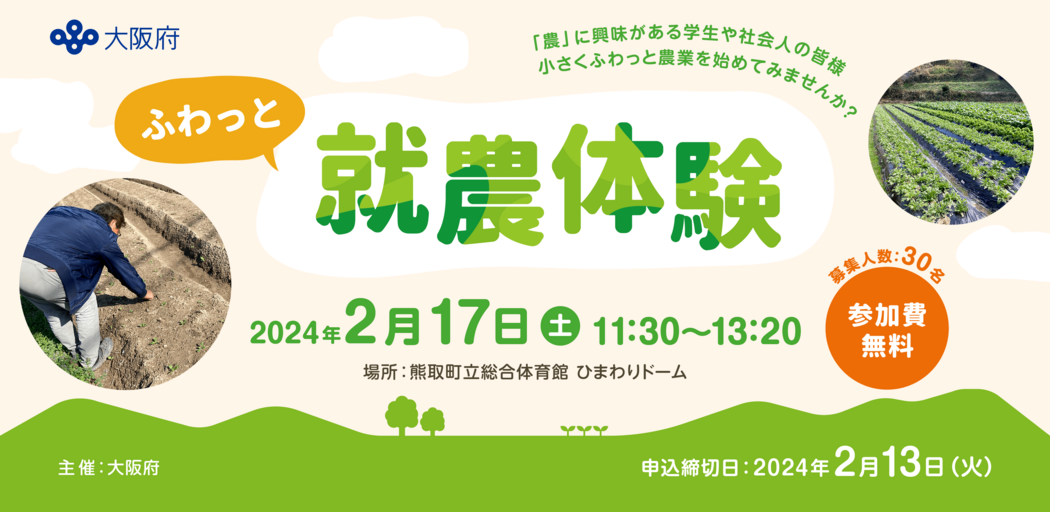 大阪府
「農」に興味がある学生や社会人の皆様
小さくふわっと農業を始めてみませんか?
ふわっと
就農体験
募集人数:30名
参加費
無料
2024年2月17日 土 11:30〜13:20
場所:熊取町立総合体育館 ひまわりドーム
主催:大阪府
申込締切日:2024年2月13日(火)